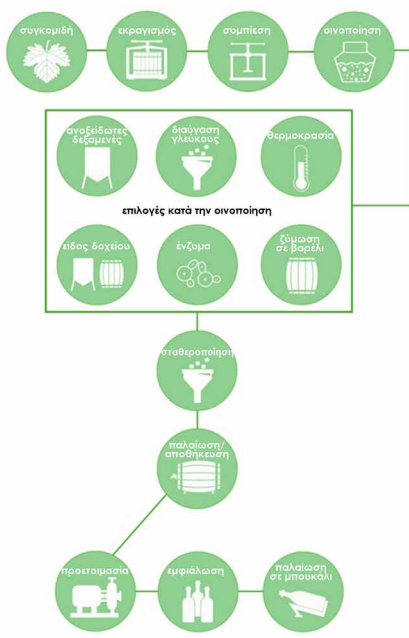 συγκομιδή
εκραγισμός
συμπίεση
οινοποίηση
ανοξείδωτες
δεξαμενές
διαύγαση
γλεύκους
θερμοκρασία
επιλογές κατά την οινοποίηση
είδος δοχείου
ένζυμα
ζύμωση
σε βαρέλι
σταθεροποίηση
παλαίωση/
αποθήκευση
προετοιμασία
εμφιάλωση
παλαίωση
σε μπουκάλι